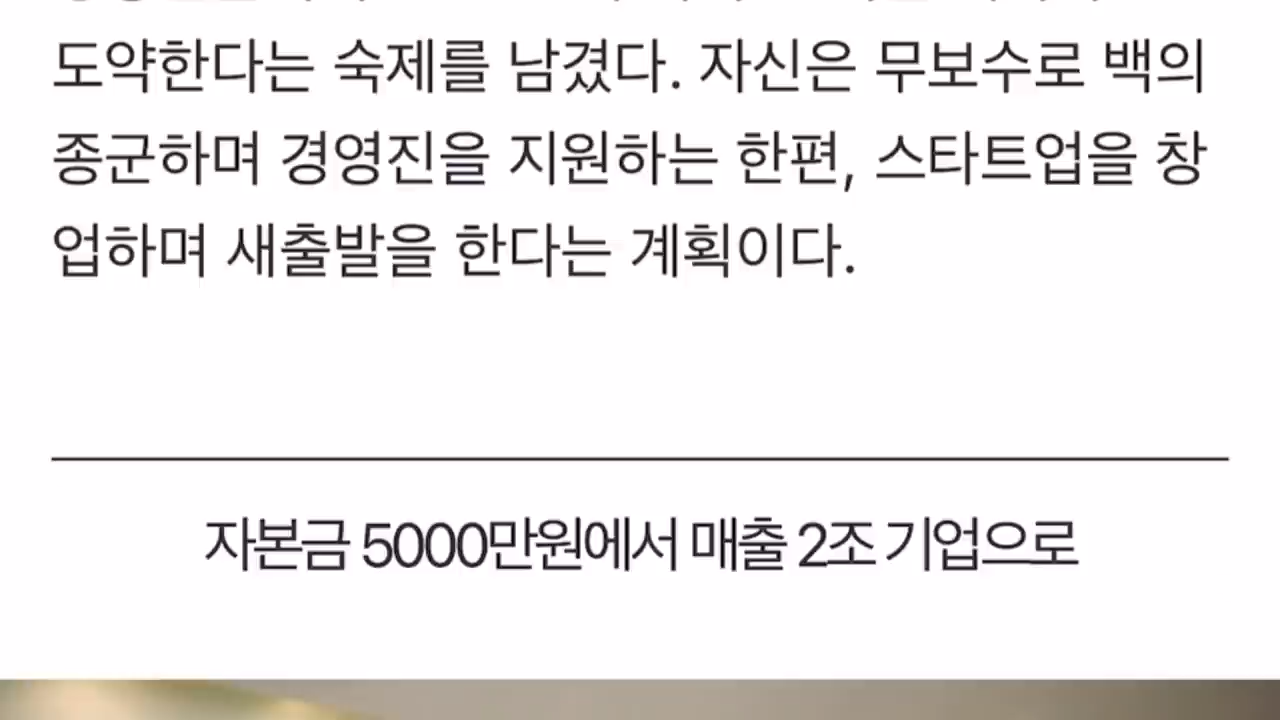 도약한다는 숙제를 남겼다. 자신은 무보수로 백의
종군하며 경영진을 지원하는 한편, 스타트업을 창
업하며 새출발을 한다는 계획이다.
자본금 5000만원에서 매출 2조 기업으로